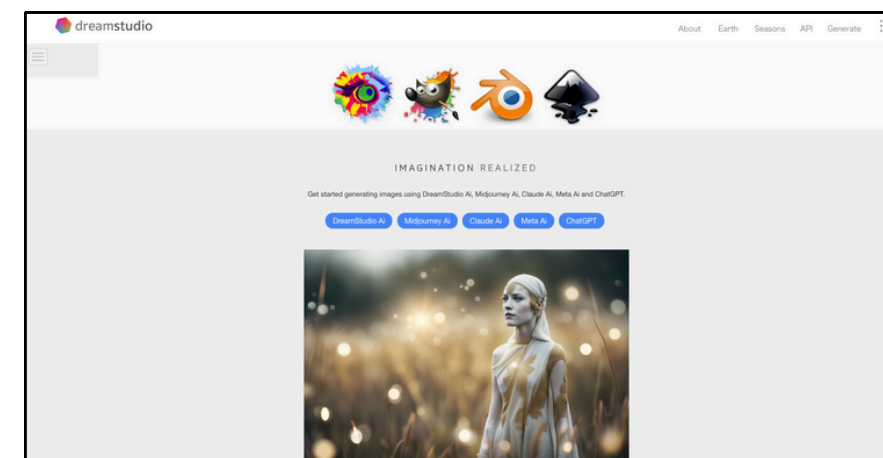 dreamstudio
About Earth Seasons API Generate
IMAGINATION REALIZED
Get started generating images using DreamStudio Ai, Midjourney Ai, Claude Ai, Meta Ai and ChatGPT.
DreamStudio Ai Midjourney Ai Claude Ai Meta Ai ChatGPT